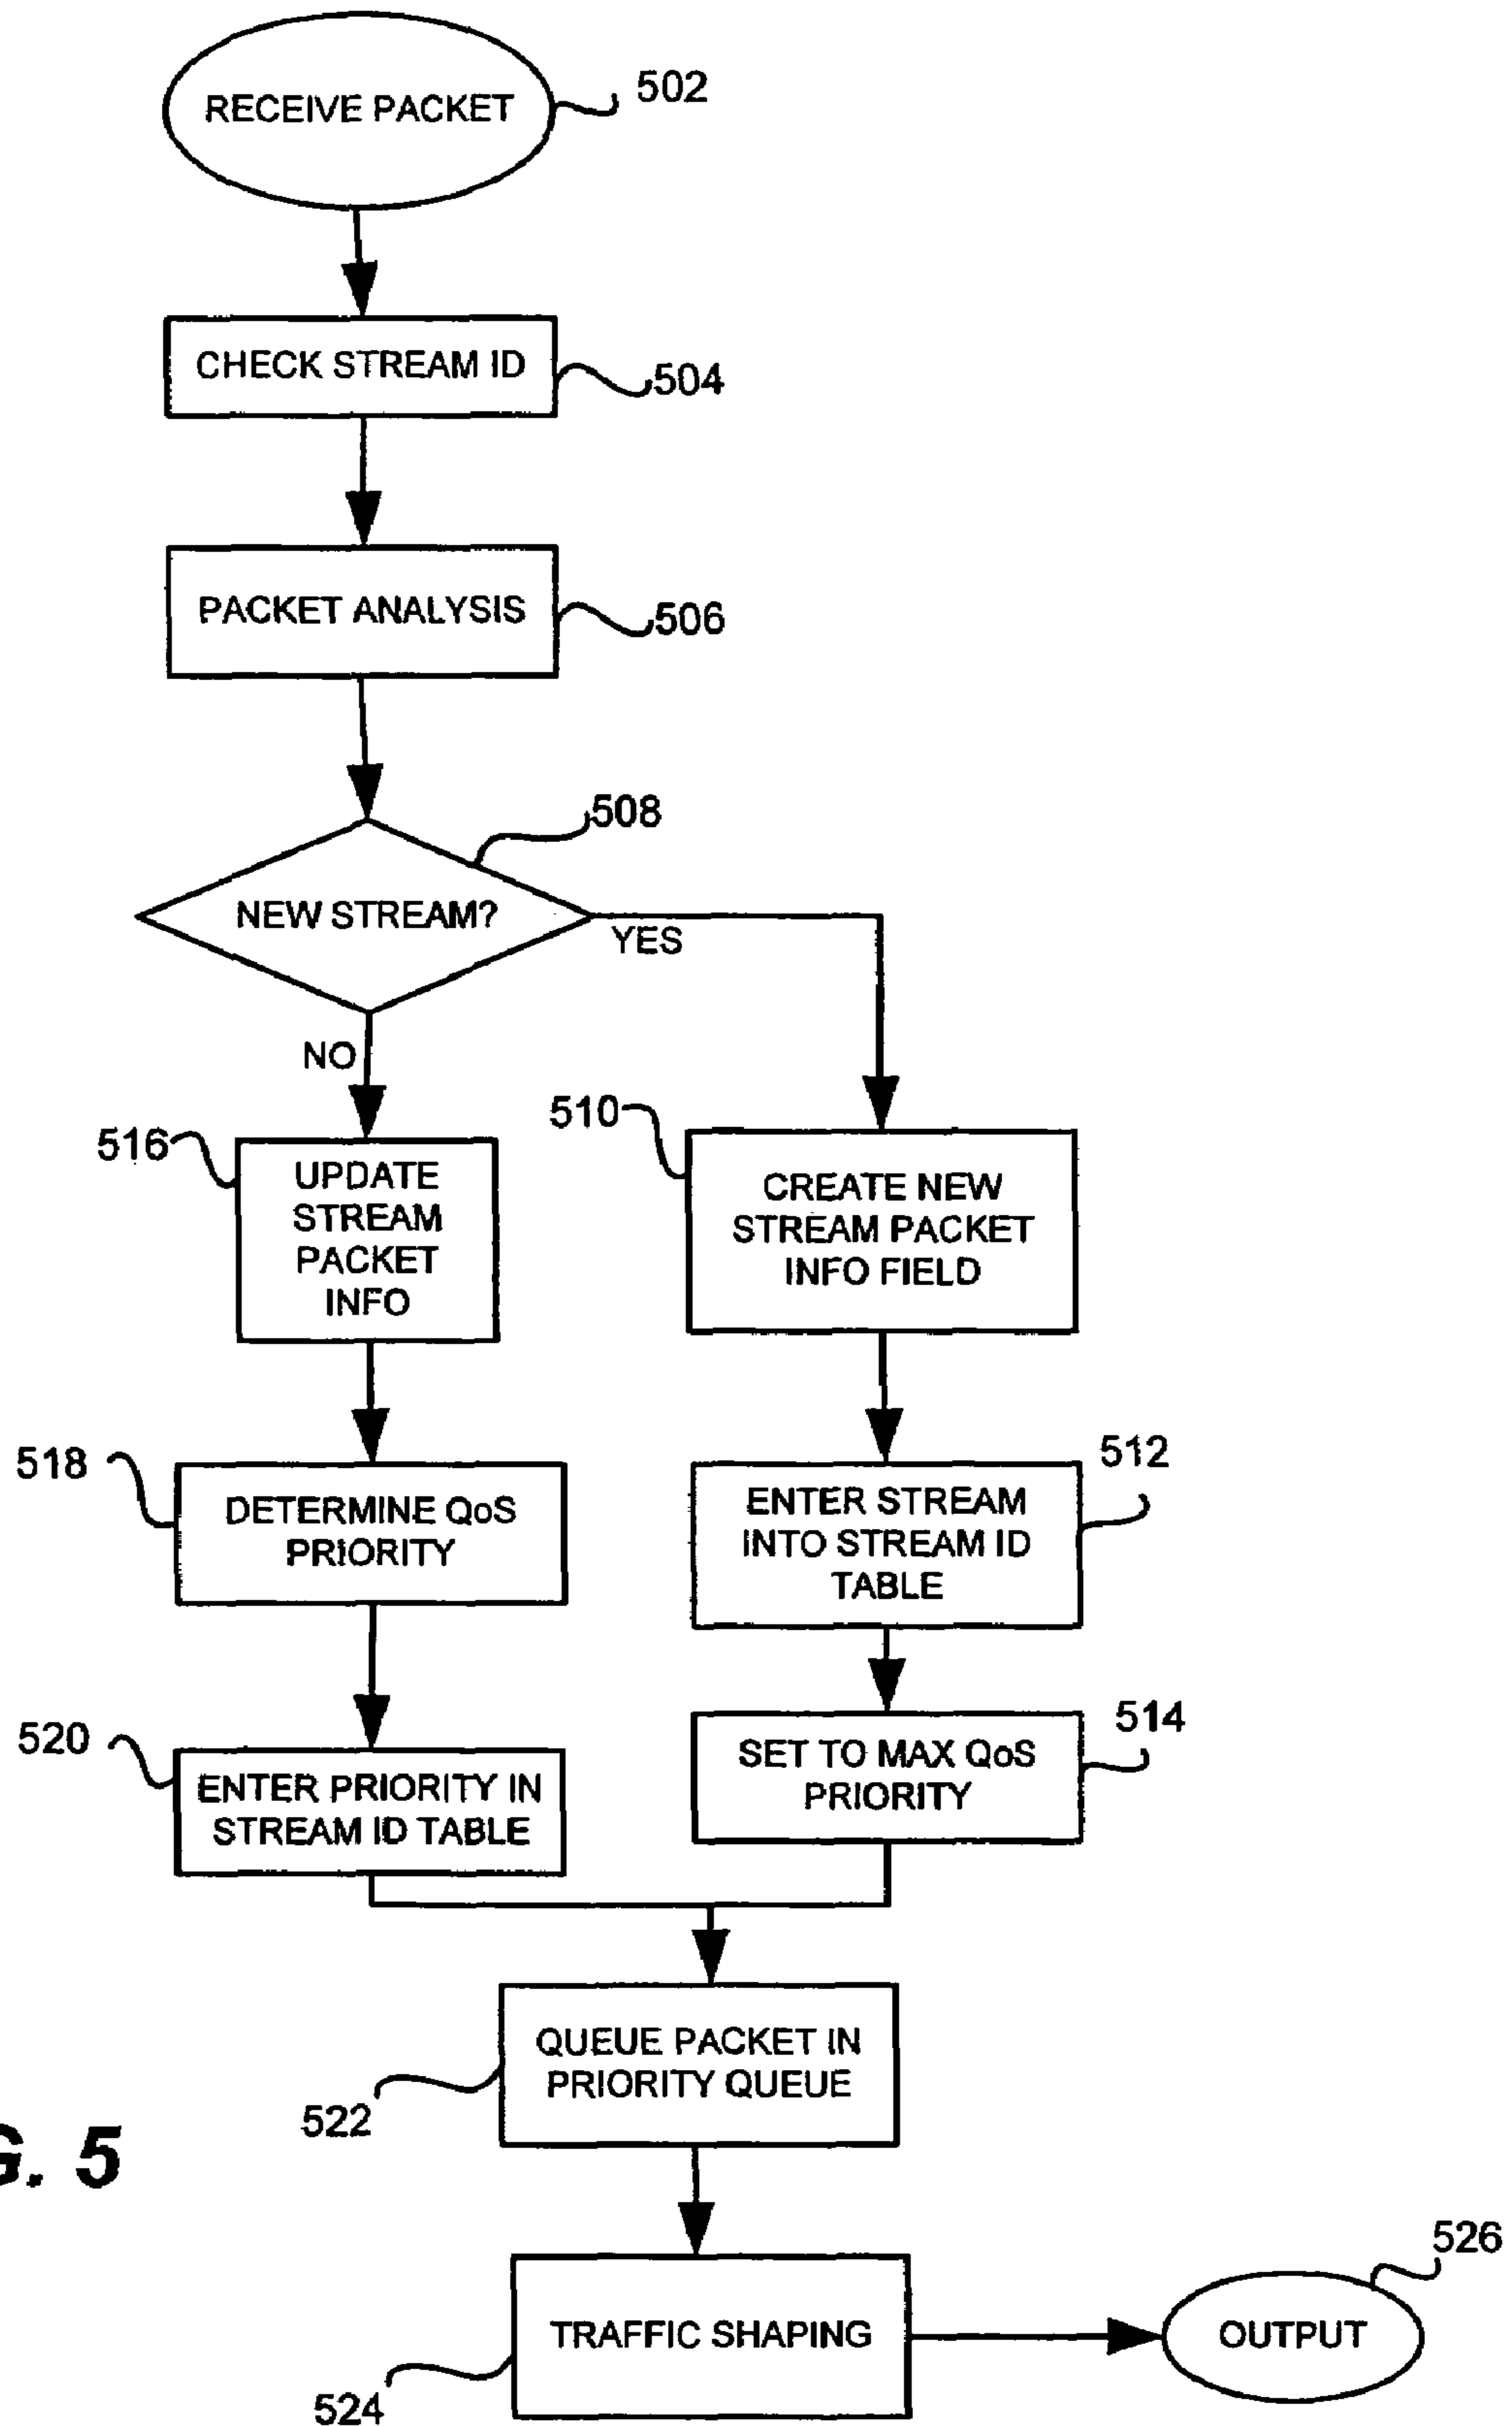 RECEIVE PACKET
502
CHECK STREAM ID
504
PACKET ANALYSIS
506
508
NEW STREAM?
YES
NO
516
UPDATE
STREAM
PACKET
INFO
510
CREATE NEW
STREAM PACKET
INFO FIELD
518
DETERMINE QoS
PRIORITY
512
ENTER STREAM
INTO STREAM ID
TABLE
520
ENTER PRIORITY IN
STREAM ID TABLE
514
SET TO MAX QoS
PRIORITY
QUEUE PACKET IN
PRIORITY QUEUE
522
G. 5
TRAFFIC SHAPING
524
OUTPUT
526